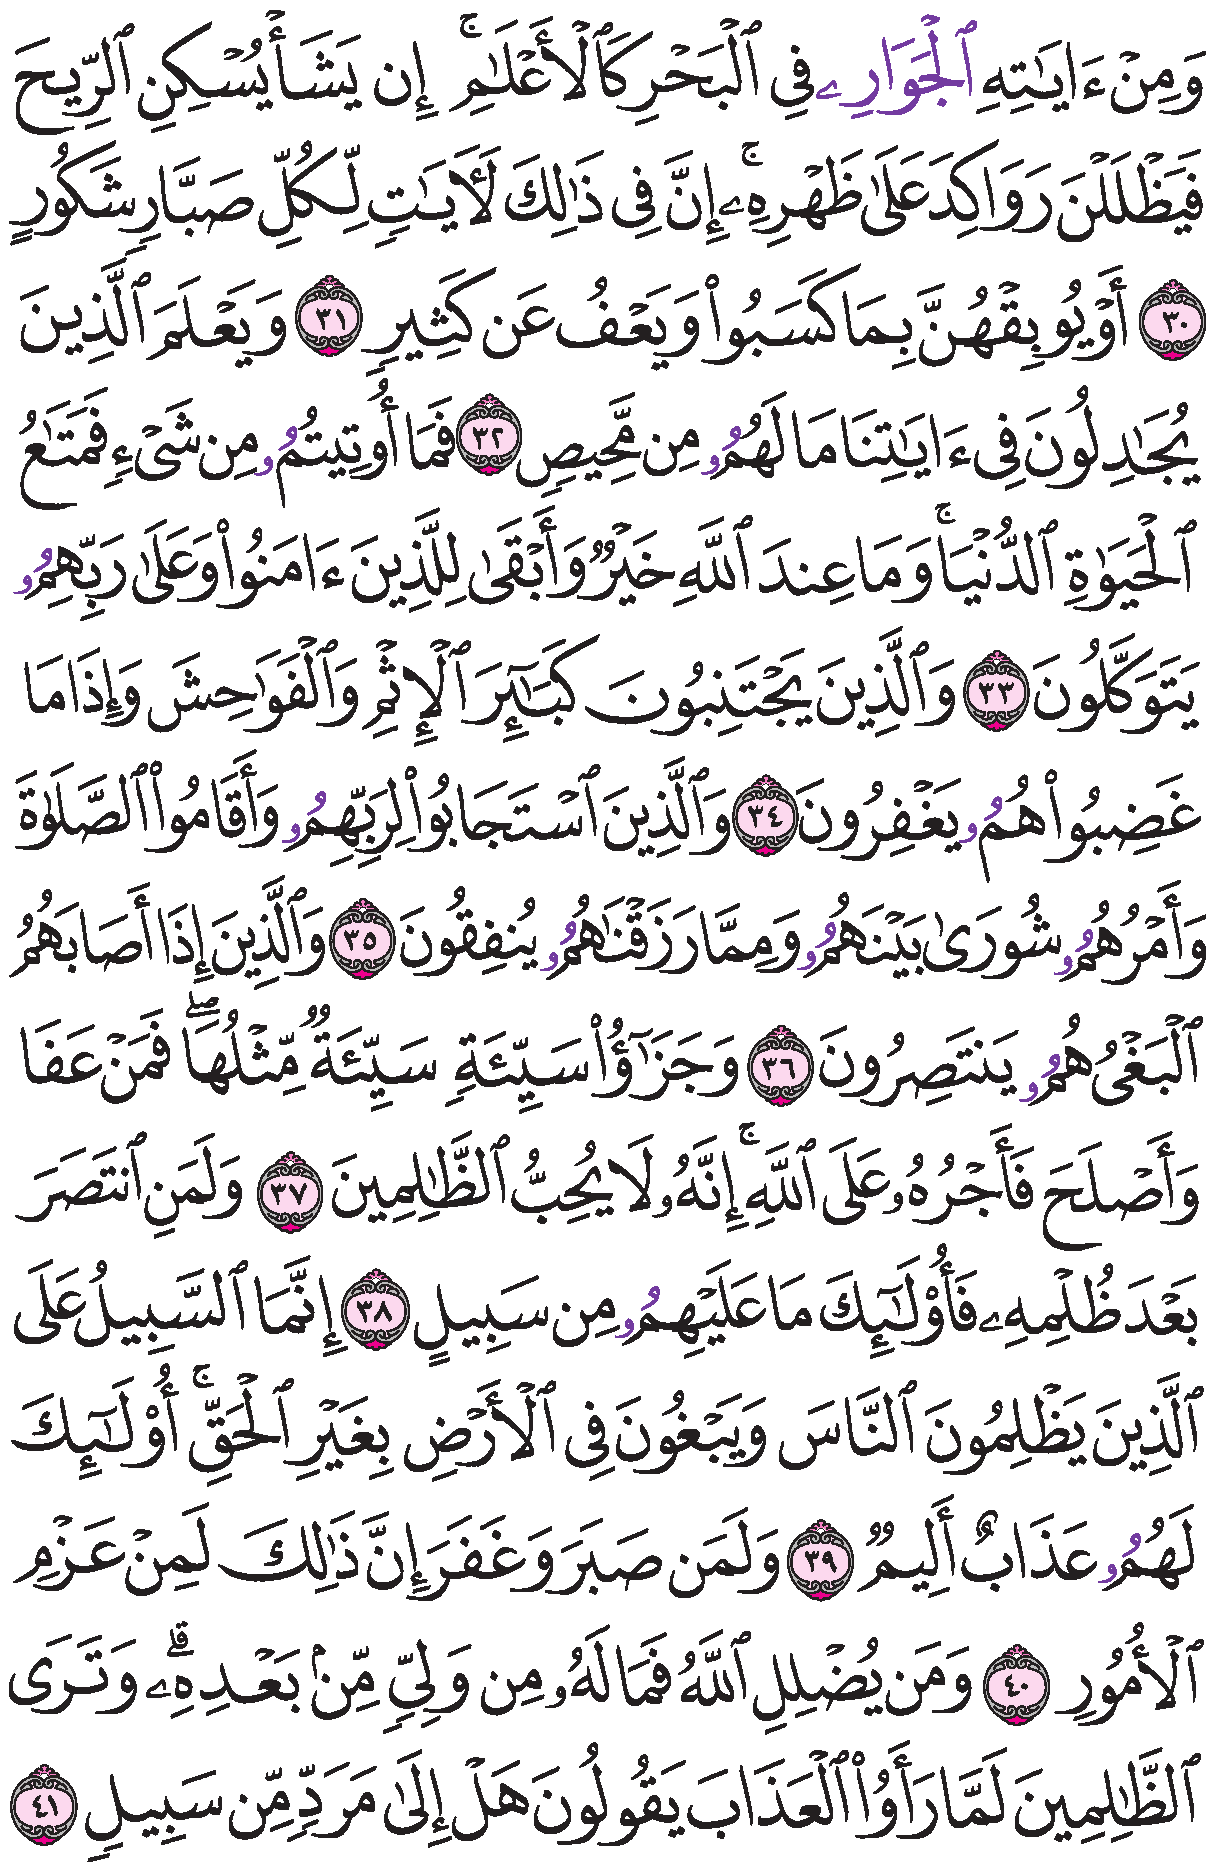 وَمِنْ ءَايَٰتِهِ ٱلْجَوَارِۦ فِى ٱلْبَحْرِ كَٱلْأَعْلَٰمِۚ إِن يَشَأْ يُسْكِنِ ٱلرِّيحَ
فَيَظْلَلْنَ رَوَاكِدَ عَلَىٰ ظَهْرِهِۦۚ إِنَّ فِى ذَٰلِكَ لَأٓيَٰتٍ لِّكُلِّ صَبَّارٍ شَكُورٍ
٣٠ أَوْ يُوبِقْهُنَّ بِمَا كَسَبُوا۟ وَيَعْفُ عَن كَثِيرٍ ٣١ وَيَعْلَمَ ٱلَّذِينَ
يُجَٰدِلُونَ فِى ءَايَٰتِنَا مَا لَهُمُۥ مِن مَّحِيصٍ ٣٢ فَمَا أُوتِيتُمُۥ مِن شَىْءٍ فَمَتَٰعُ
ٱلْحَيَوٰةِ ٱلدُّنْيَاۚ وَمَا عِندَ ٱللَّهِ خَيْرٌ وَأَبْقَىٰ لِلَّذِينَ ءَامَنُوا۟ وَعَلَىٰ رَبِّهِمُۥ
يَتَوَكَّلُونَ ٣٣ وَٱلَّذِينَ يَجْتَنِبُونَ كَبَٰٓئِرَ ٱلْإِثْمِ وَٱلْفَوَٰحِشَ وَإِذَا مَا
غَضِبُوا۟ هُمُۥ يَغْفِرُونَ ٣٤ وَٱلَّذِينَ ٱسْتَجَابُوا۟ لِرَبِّهِمُۥ وَأَقَامُوا۟ ٱلصَّلَوٰةَ
وَأَمْرُهُمُۥ شُورَىٰ بَيْنَهُمُۥ وَمِمَّا رَزَقْنَٰهُمُۥ يُنفِقُونَ ٣٥ وَٱلَّذِينَ إِذَا أَصَابَهُمُ
ٱلْبَغْىُ هُمُۥ يَنتَصِرُونَ ٣٦ وَجَزَٰٓؤُا۟ سَيِّئَةٍ سَيِّئَةٌ مِّثْلُهَاۖ فَمَنْ عَفَا
وَأَصْلَحَ فَأَجْرُهُۥ عَلَى ٱللَّهِۚ إِنَّهُۥ لَا يُحِبُّ ٱلظَّٰلِمِينَ ٣٧ وَلَمَنِ ٱنتَصَرَ
بَعْدَ ظُلْمِهِۦ فَأُو۟لَٰٓئِكَ مَا عَلَيْهِمُۥ مِن سَبِيلٍ ٣٨ إِنَّمَا ٱلسَّبِيلُ عَلَى
ٱلَّذِينَ يَظْلِمُونَ ٱلنَّاسَ وَيَبْغُونَ فِى ٱلْأَرْضِ بِغَيْرِ ٱلْحَقِّۚ أُو۟لَٰٓئِكَ
لَهُمُۥ عَذَابٌ أَلِيمٌ ٣٩ وَلَمَن صَبَرَ وَغَفَرَ إِنَّ ذَٰلِكَ لَمِنْ عَزْمِ
ٱلْأُمُورِ ٤٠ وَمَن يُضْلِلِ ٱللَّهُ فَمَا لَهُۥ مِن وَلِىٍّ مِّنۢ بَعْدِهِۦۗ وَتَرَى
ٱلظَّٰلِمِينَ لَمَّا رَأَوُا۟ ٱلْعَذَابَ يَقُولُونَ هَلْ إِلَىٰ مَرَدٍّ مِّن سَبِيلٍ ٤١